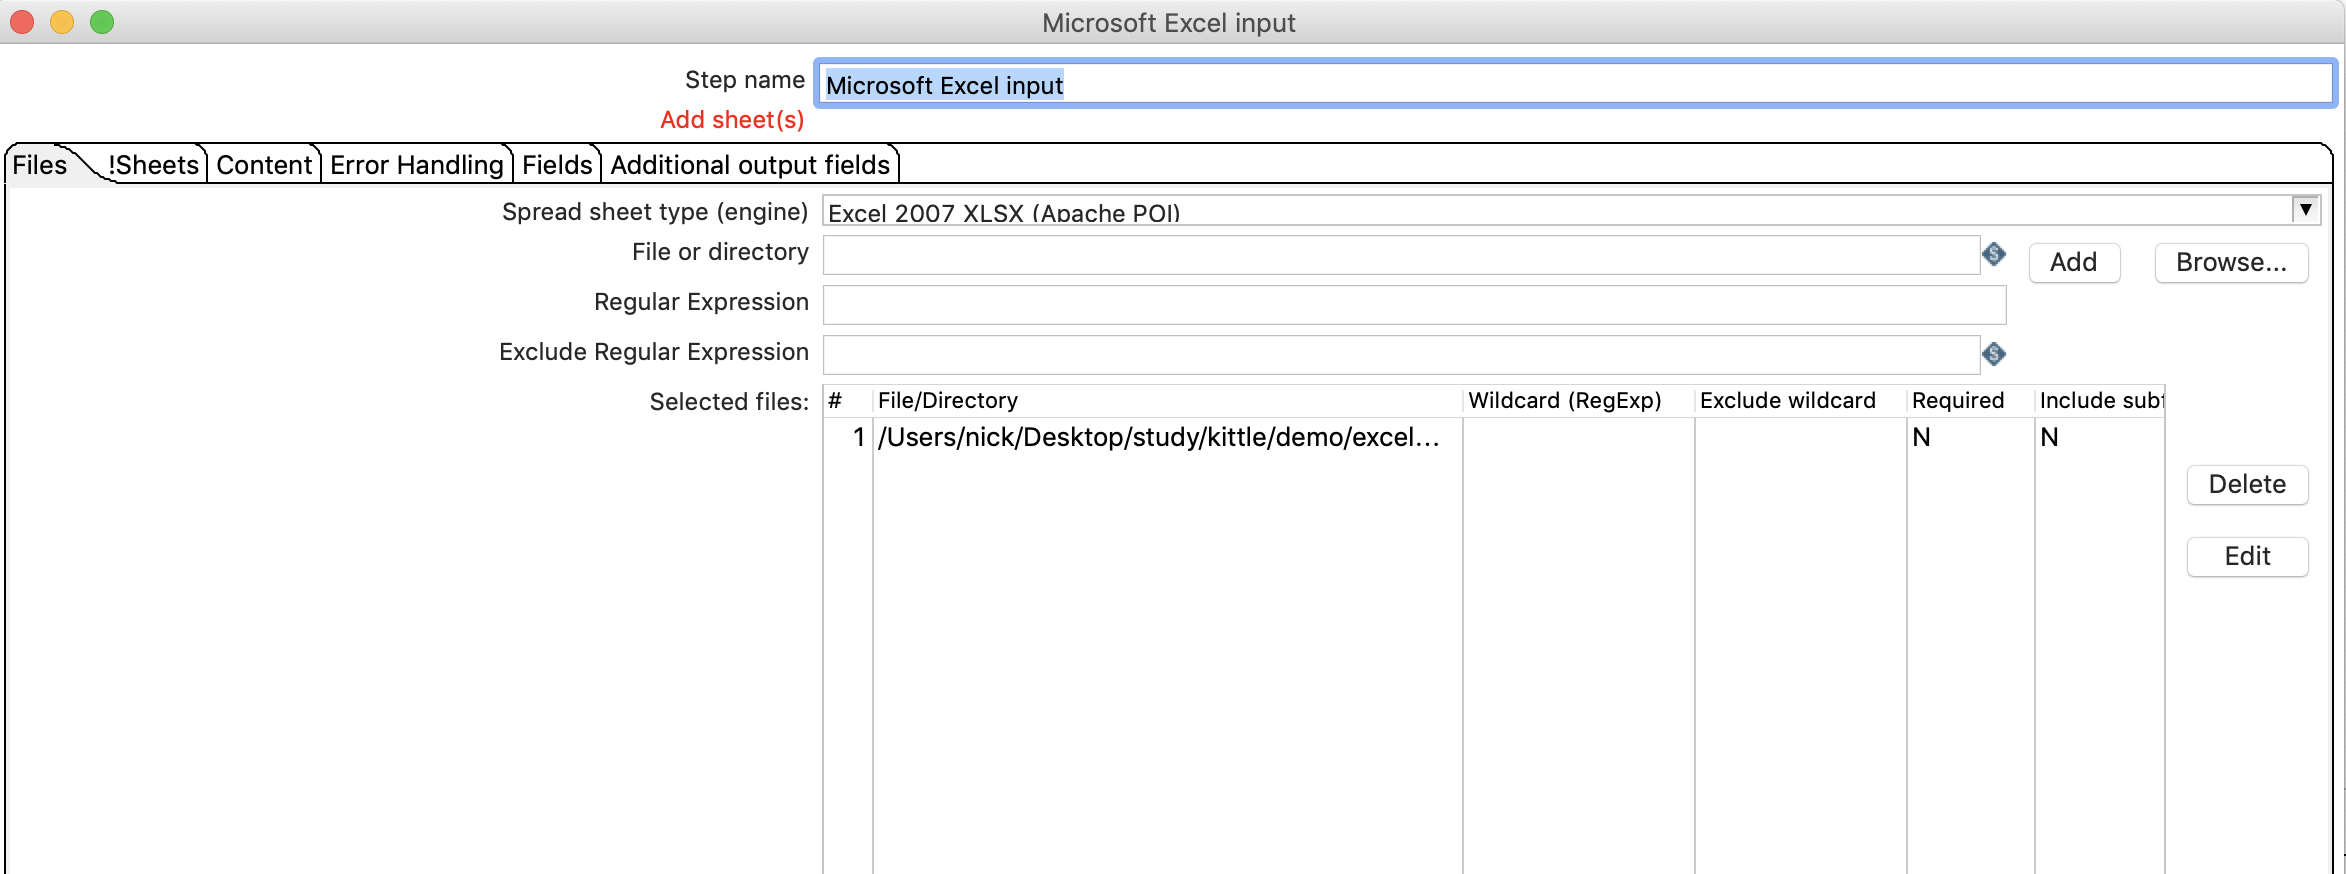 Microsoft Excel input
Step name Microsoft Excel input
Add sheet(s)
Files !Sheets Content Error Handling Fields Additional output fields
Spread sheet type (engine) Excel 2007 XLSX (Apache POI)
File or directory Add Browse...
Regular Expression
Exclude Regular Expression
Selected files: # File/Directory Wildcard (RegExp) Exclude wildcard Required Include subf
1 /Users/nick/Desktop/study/kittle/demo/excel... N N
Delete
Edit